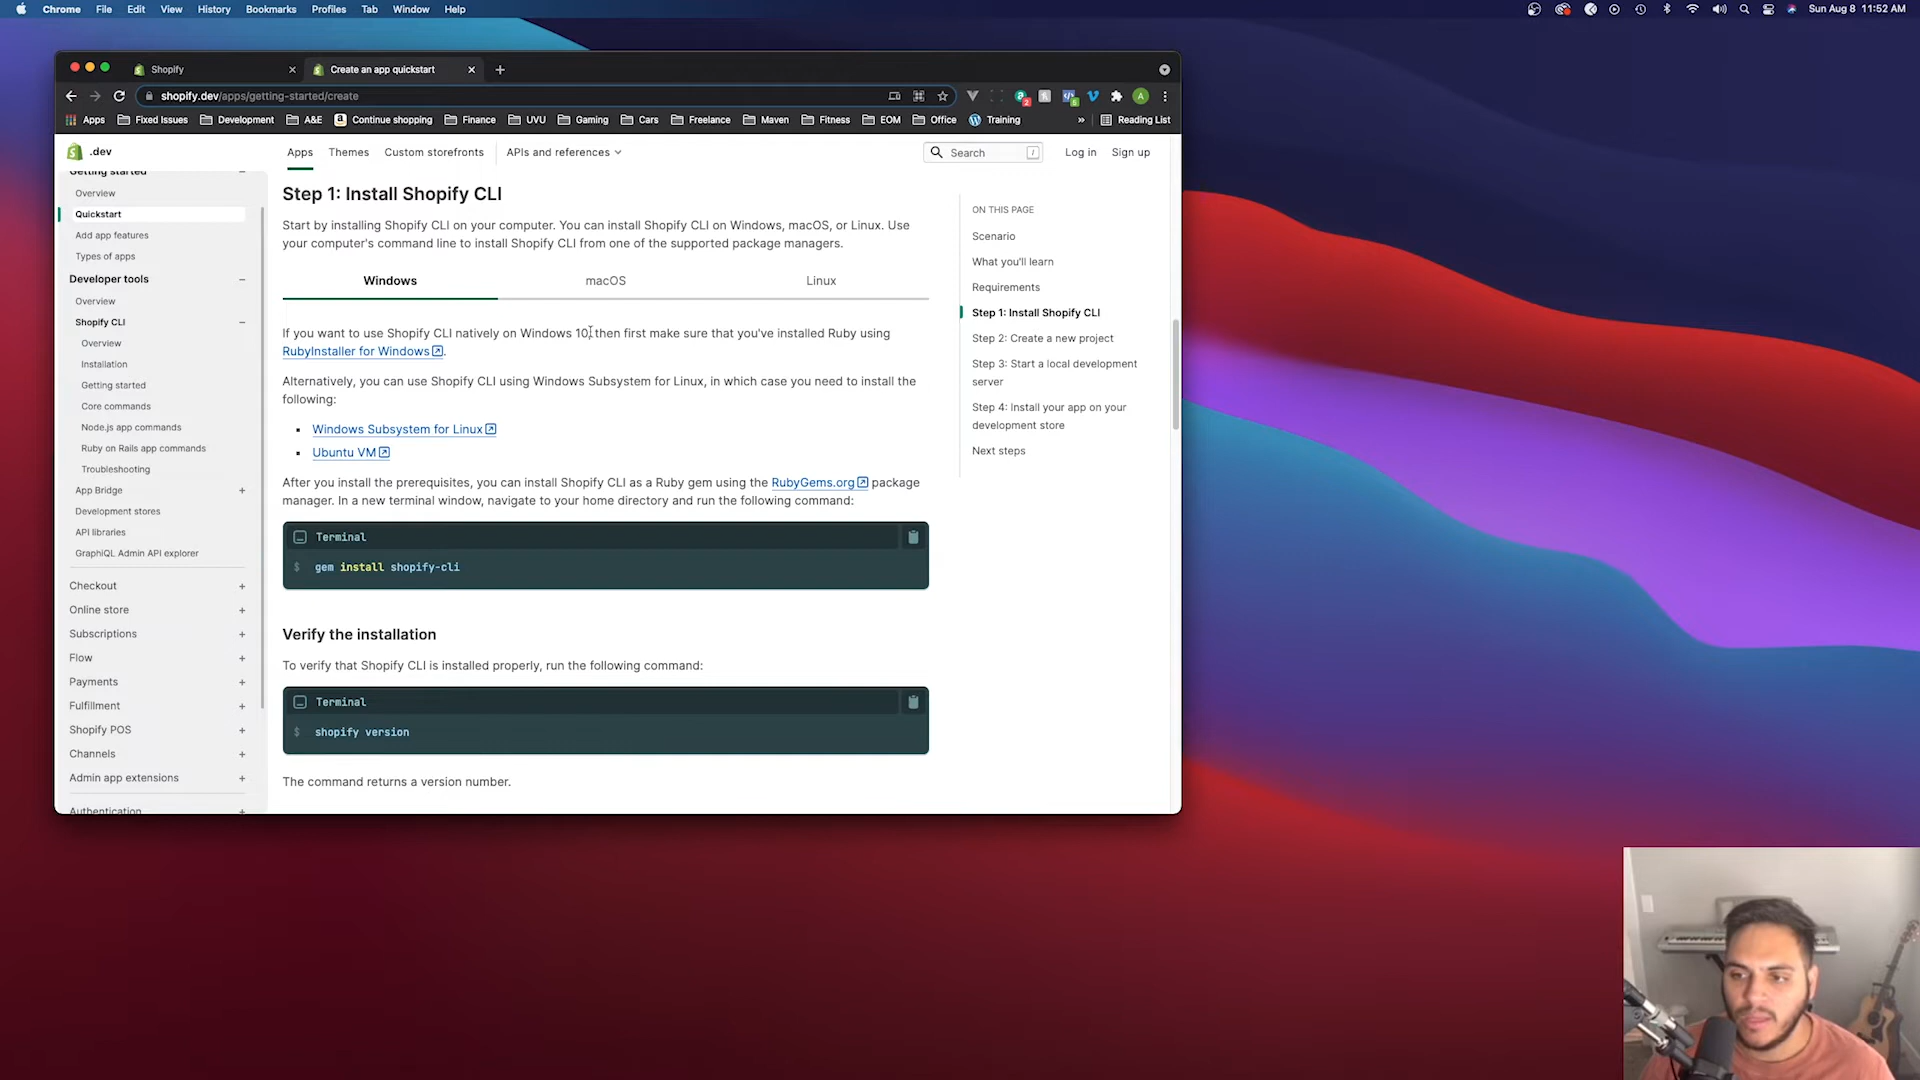 Chrome File Edit View History Bookmarks Profiles Tab Window Help
Sun Aug 8 11:52 AM
Shopify
Create an app quickstart
shopify.dev/apps/getting-started/create
Apps Fixed Issues Development A&E Continue shopping Finance UVU Gaming Cars Freelance Maven Fitness EOM Office Training » Reading List
.dev
Apps Themes Custom storefronts APIs and references
Search /
Log in Sign up
Getting started
Overview
Quickstart
Add app features
Types of apps
Developer tools
Overview
Shopify CLI
Overview
Installation
Getting started
Core commands
Node.js app commands
Ruby on Rails app commands
Troubleshooting
App Bridge
Development stores
API libraries
GraphiQL Admin API explorer
Checkout
Online store
Subscriptions
Flow
Payments
Fulfillment
Shopify POS
Channels
Admin app extensions
Authentication
Step 1: Install Shopify CLI
Start by installing Shopify CLI on your computer. You can install Shopify CLI on Windows, macOS, or Linux. Use
your computer's command line to install Shopify CLI from one of the supported package managers.
Windows macOS Linux
If you want to use Shopify CLI natively on Windows 10, then first make sure that you've installed Ruby using
RubyInstaller for Windows.
Alternatively, you can use Shopify CLI using Windows Subsystem for Linux, in which case you need to install the
following:
Windows Subsystem for Linux
Ubuntu VM
After you install the prerequisites, you can install Shopify CLI as a Ruby gem using the RubyGems.org package
manager. In a new terminal window, navigate to your home directory and run the following command:
Terminal
$ gem install shopify-cli
Verify the installation
To verify that Shopify CLI is installed properly, run the following command:
Terminal
$ shopify version
The command returns a version number.
ON THIS PAGE
Scenario
What you'll learn
Requirements
Step 1: Install Shopify CLI
Step 2: Create a new project
Step 3: Start a local development
server
Step 4: Install your app on your
development store
Next steps